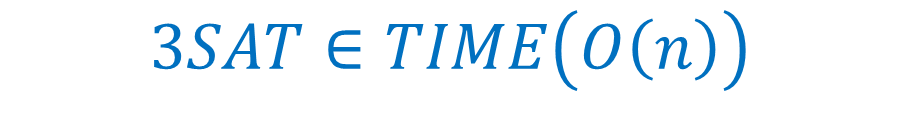 3SAT ∈ TIME(O(n))